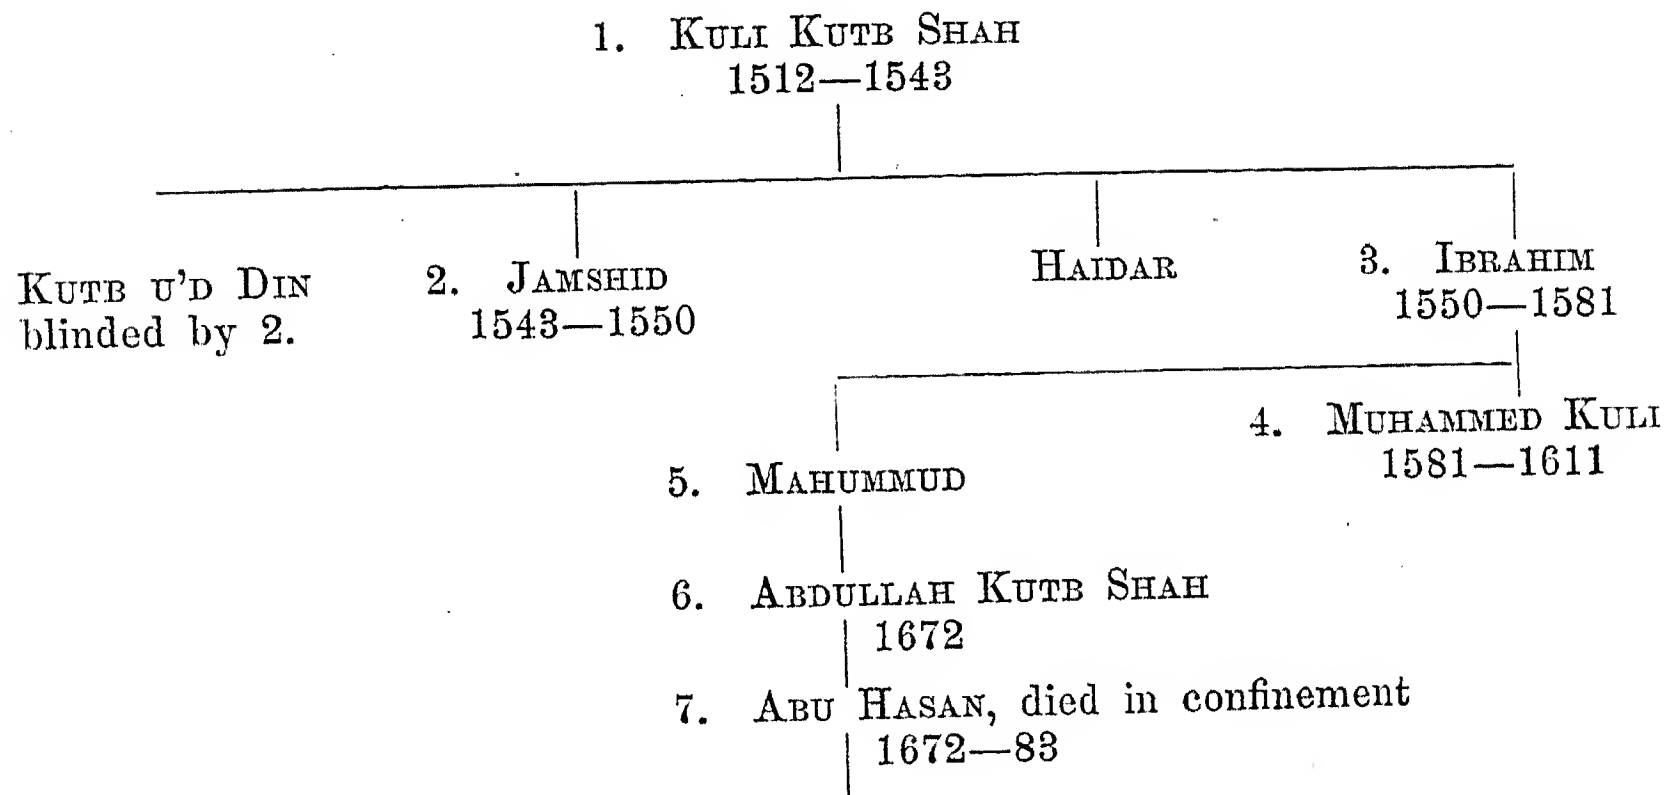 1. KULI KUTB SHAH
1512—1543
KUTB U'D DIN
blinded by 2.
2. JAMSHID
1543—1550
HAIDAR
3. IBRAHIM
1550—1581
4. MUHAMMED KULI
1581—1611
5. MAHUMMUD
6. ABDULLAH KUTB SHAH
1672
7. ABU HASAN, died in confinement
1672—83